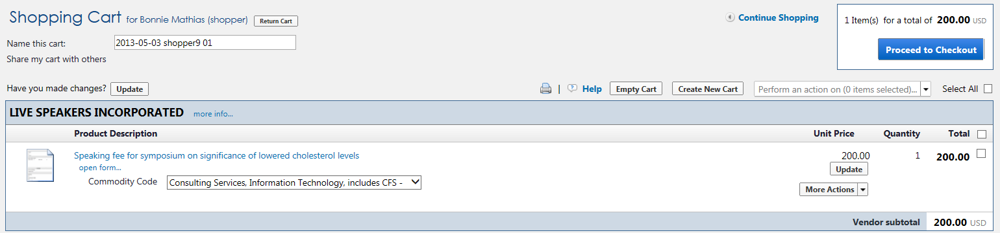 Shopping Cart for Bonnie Mathias (shopper) Return Cart
Continue Shopping
1 Item(s) for a total of 200.00 USD
Proceed to Checkout
Name this cart: 2013-05-03 shopper9 01
Share my cart with others
Have you made changes? Update
| ? Help Empty Cart Create New Cart Perform an action on (0 items selected)... Select All
LIVE SPEAKERS INCORPORATED more info...
Product Description Unit Price Quantity Total
Speaking fee for symposium on significance of lowered cholesterol levels 200.00 1 200.00
open form... Update
Commodity Code Consulting Services, Information Technology, includes CFS -
More Actions
Vendor subtotal 200.00 USD